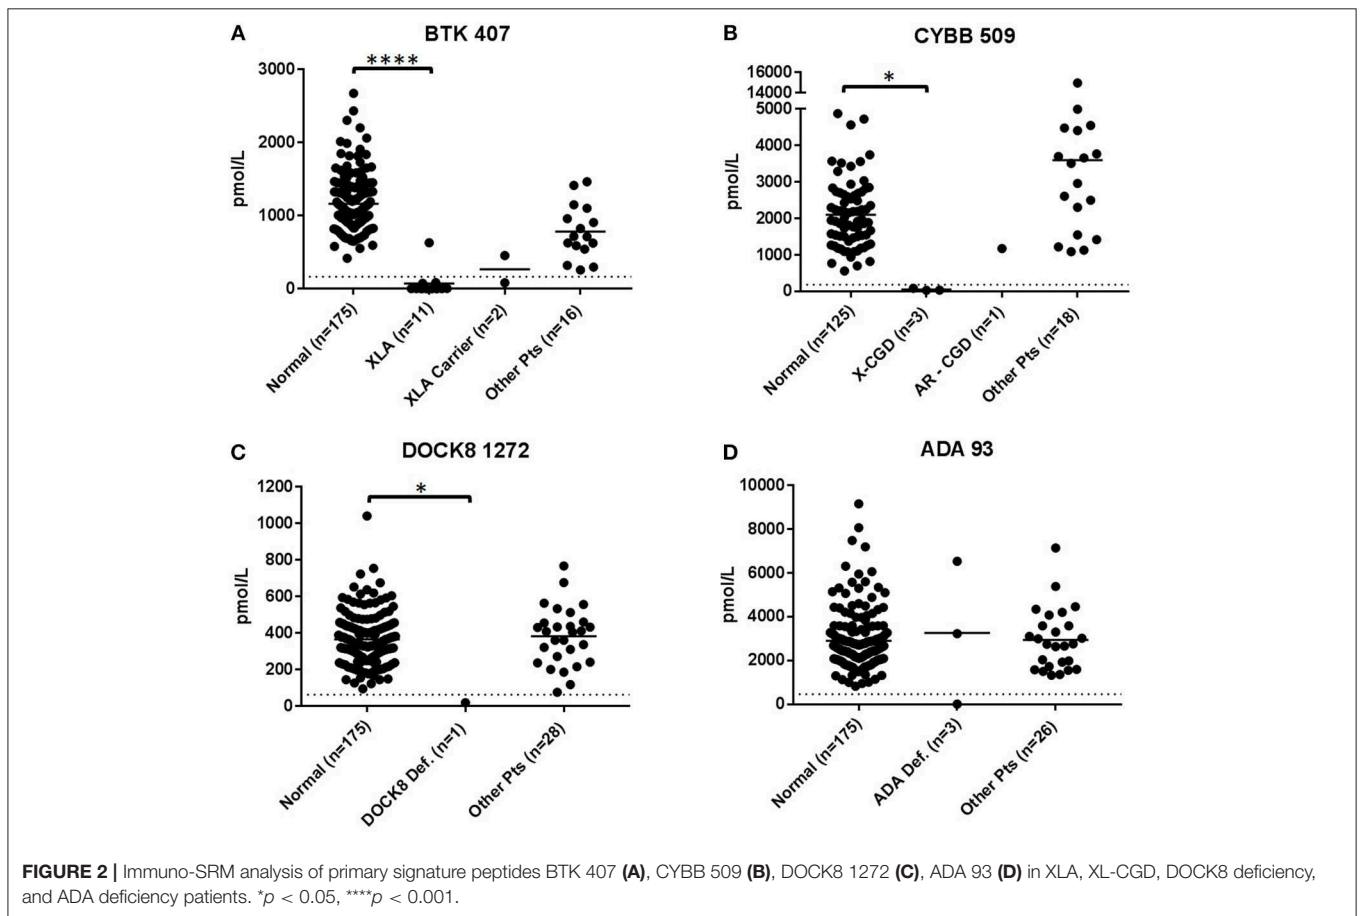 A
BTK 407
****
3000
2000
1000
0
pmol/L
Normal (n=175)
XLA (n=11)
XLA Carrier (n=2)
Other Pts (n=16)
B
CYBB 509
*
16000
14000
5000
4000
3000
2000
1000
0
pmol/L
Normal (n=125)
X-CGD (n=3)
AR - CGD (n=1)
Other Pts (n=18)
C
DOCK8 1272
*
1200
1000
800
600
400
200
0
pmol/L
Normal (n=175)
DOCK8 Def. (n=1)
Other Pts (n=28)
D
ADA 93
10000
8000
6000
4000
2000
0
pmol/L
Normal (n=175)
ADA Def. (n=3)
Other Pts (n=26)
FIGURE 2 | Immuno-SRM analysis of primary signature peptides BTK 407 (A), CYBB 509 (B), DOCK8 1272 (C), ADA 93 (D) in XLA, XL-CGD, DOCK8 deficiency,
and ADA deficiency patients. *p < 0.05, ****p < 0.001.